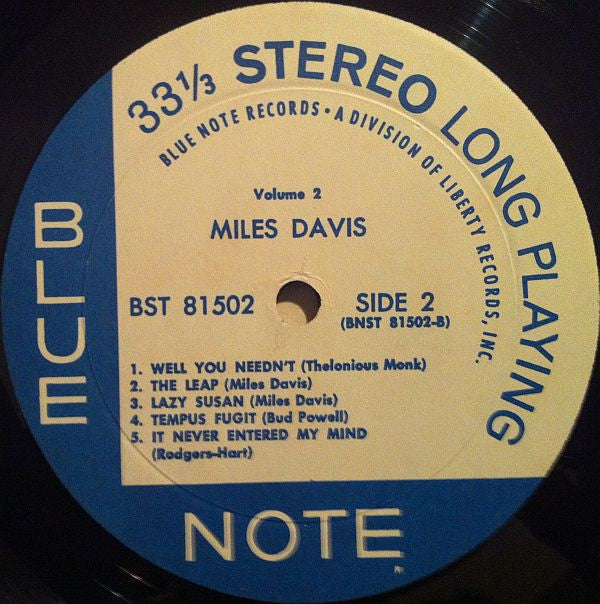 33⅓ STEREO LONG PLAYING
BLUE NOTE RECORDS • A DIVISION OF LIBERTY RECORDS, INC.
Volume 2
MILES DAVIS
BST 81502
SIDE 2
(BNST 81502-B)
1. WELL YOU NEEDN'T (Thelonious Monk)
2. THE LEAP (Miles Davis)
3. LAZY SUSAN (Miles Davis)
4. TEMPUS FUGIT (Bud Powell)
5. IT NEVER ENTERED MY MIND
(Rodgers-Hart)
BLUE
NOTE